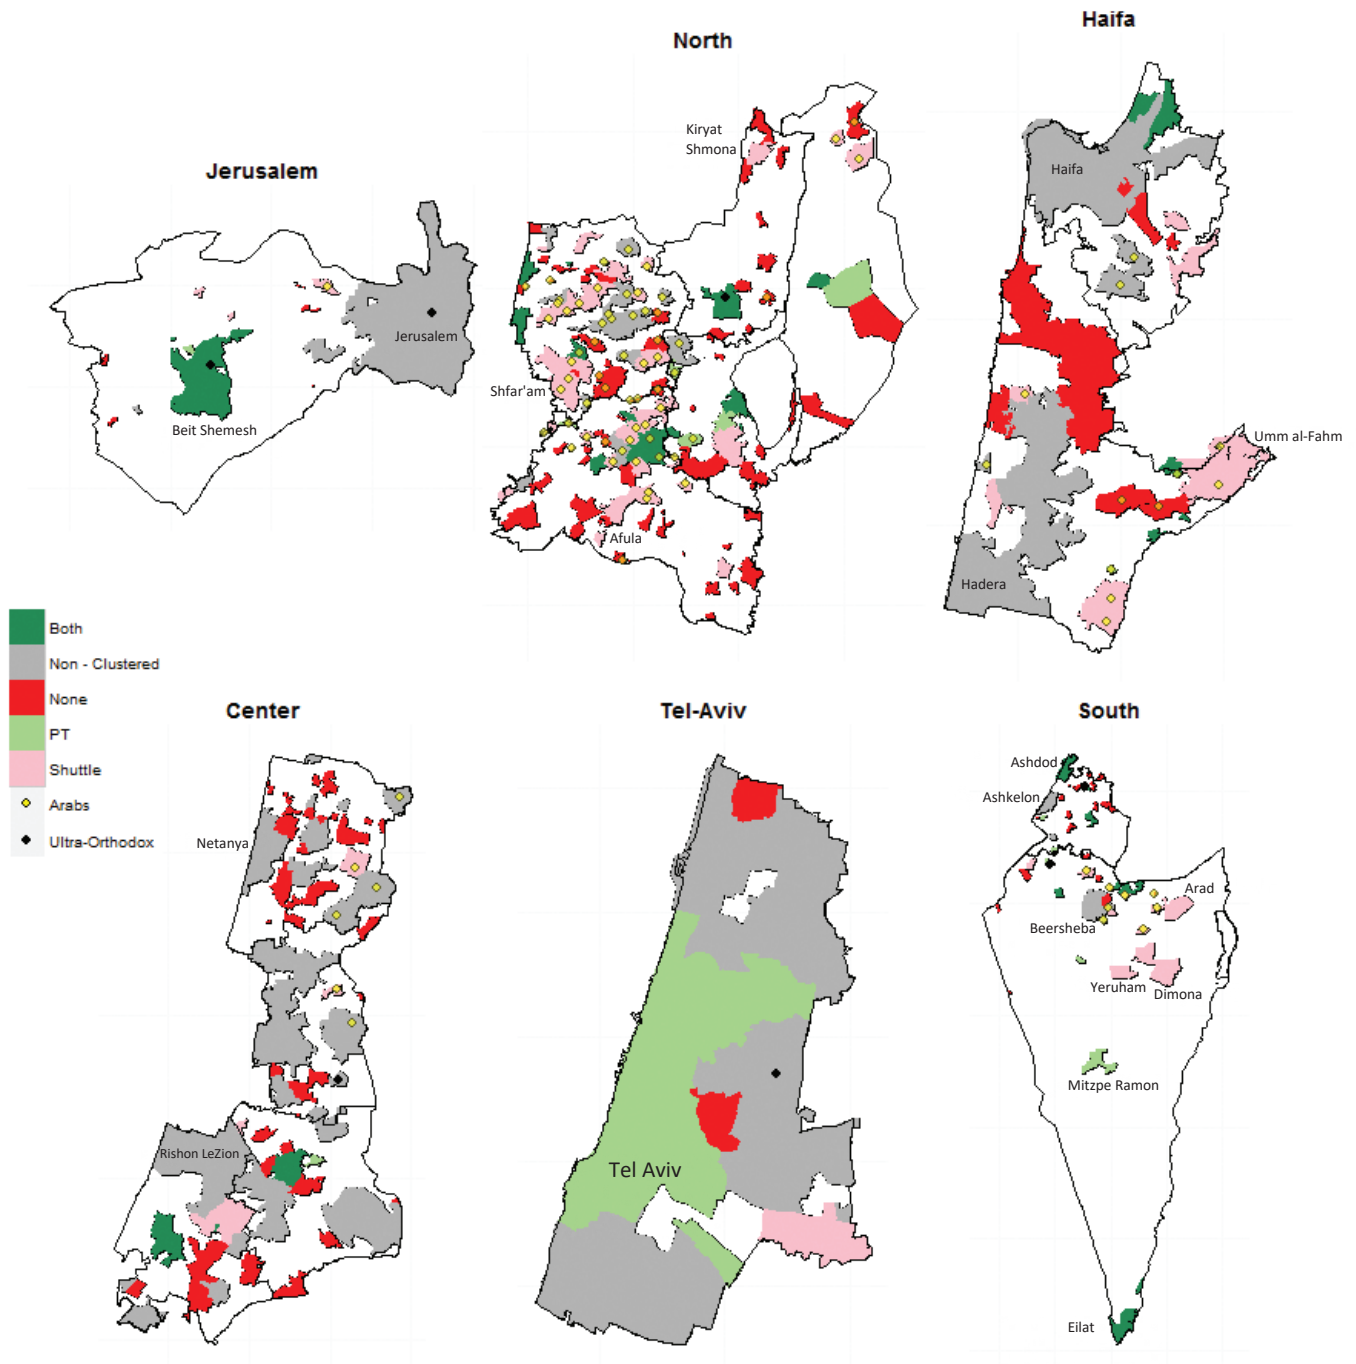 Haifa
North
Kiryat
Shmona
Haifa
Jerusalem
Jerusalem
Shfar'am
Beit Shemesh
Umm al-Fahm
Afula
Hadera
Both
Non - Clustered
None
PT
Shuttle
Arabs
Ultra-Orthodox
Center
Tel-Aviv
South
Netanya
Rishon LeZion
Tel Aviv
Ashdod
Ashkelon
Arad
Beersheba
Yeruham
Dimona
Mitzpe Ramon
Eilat